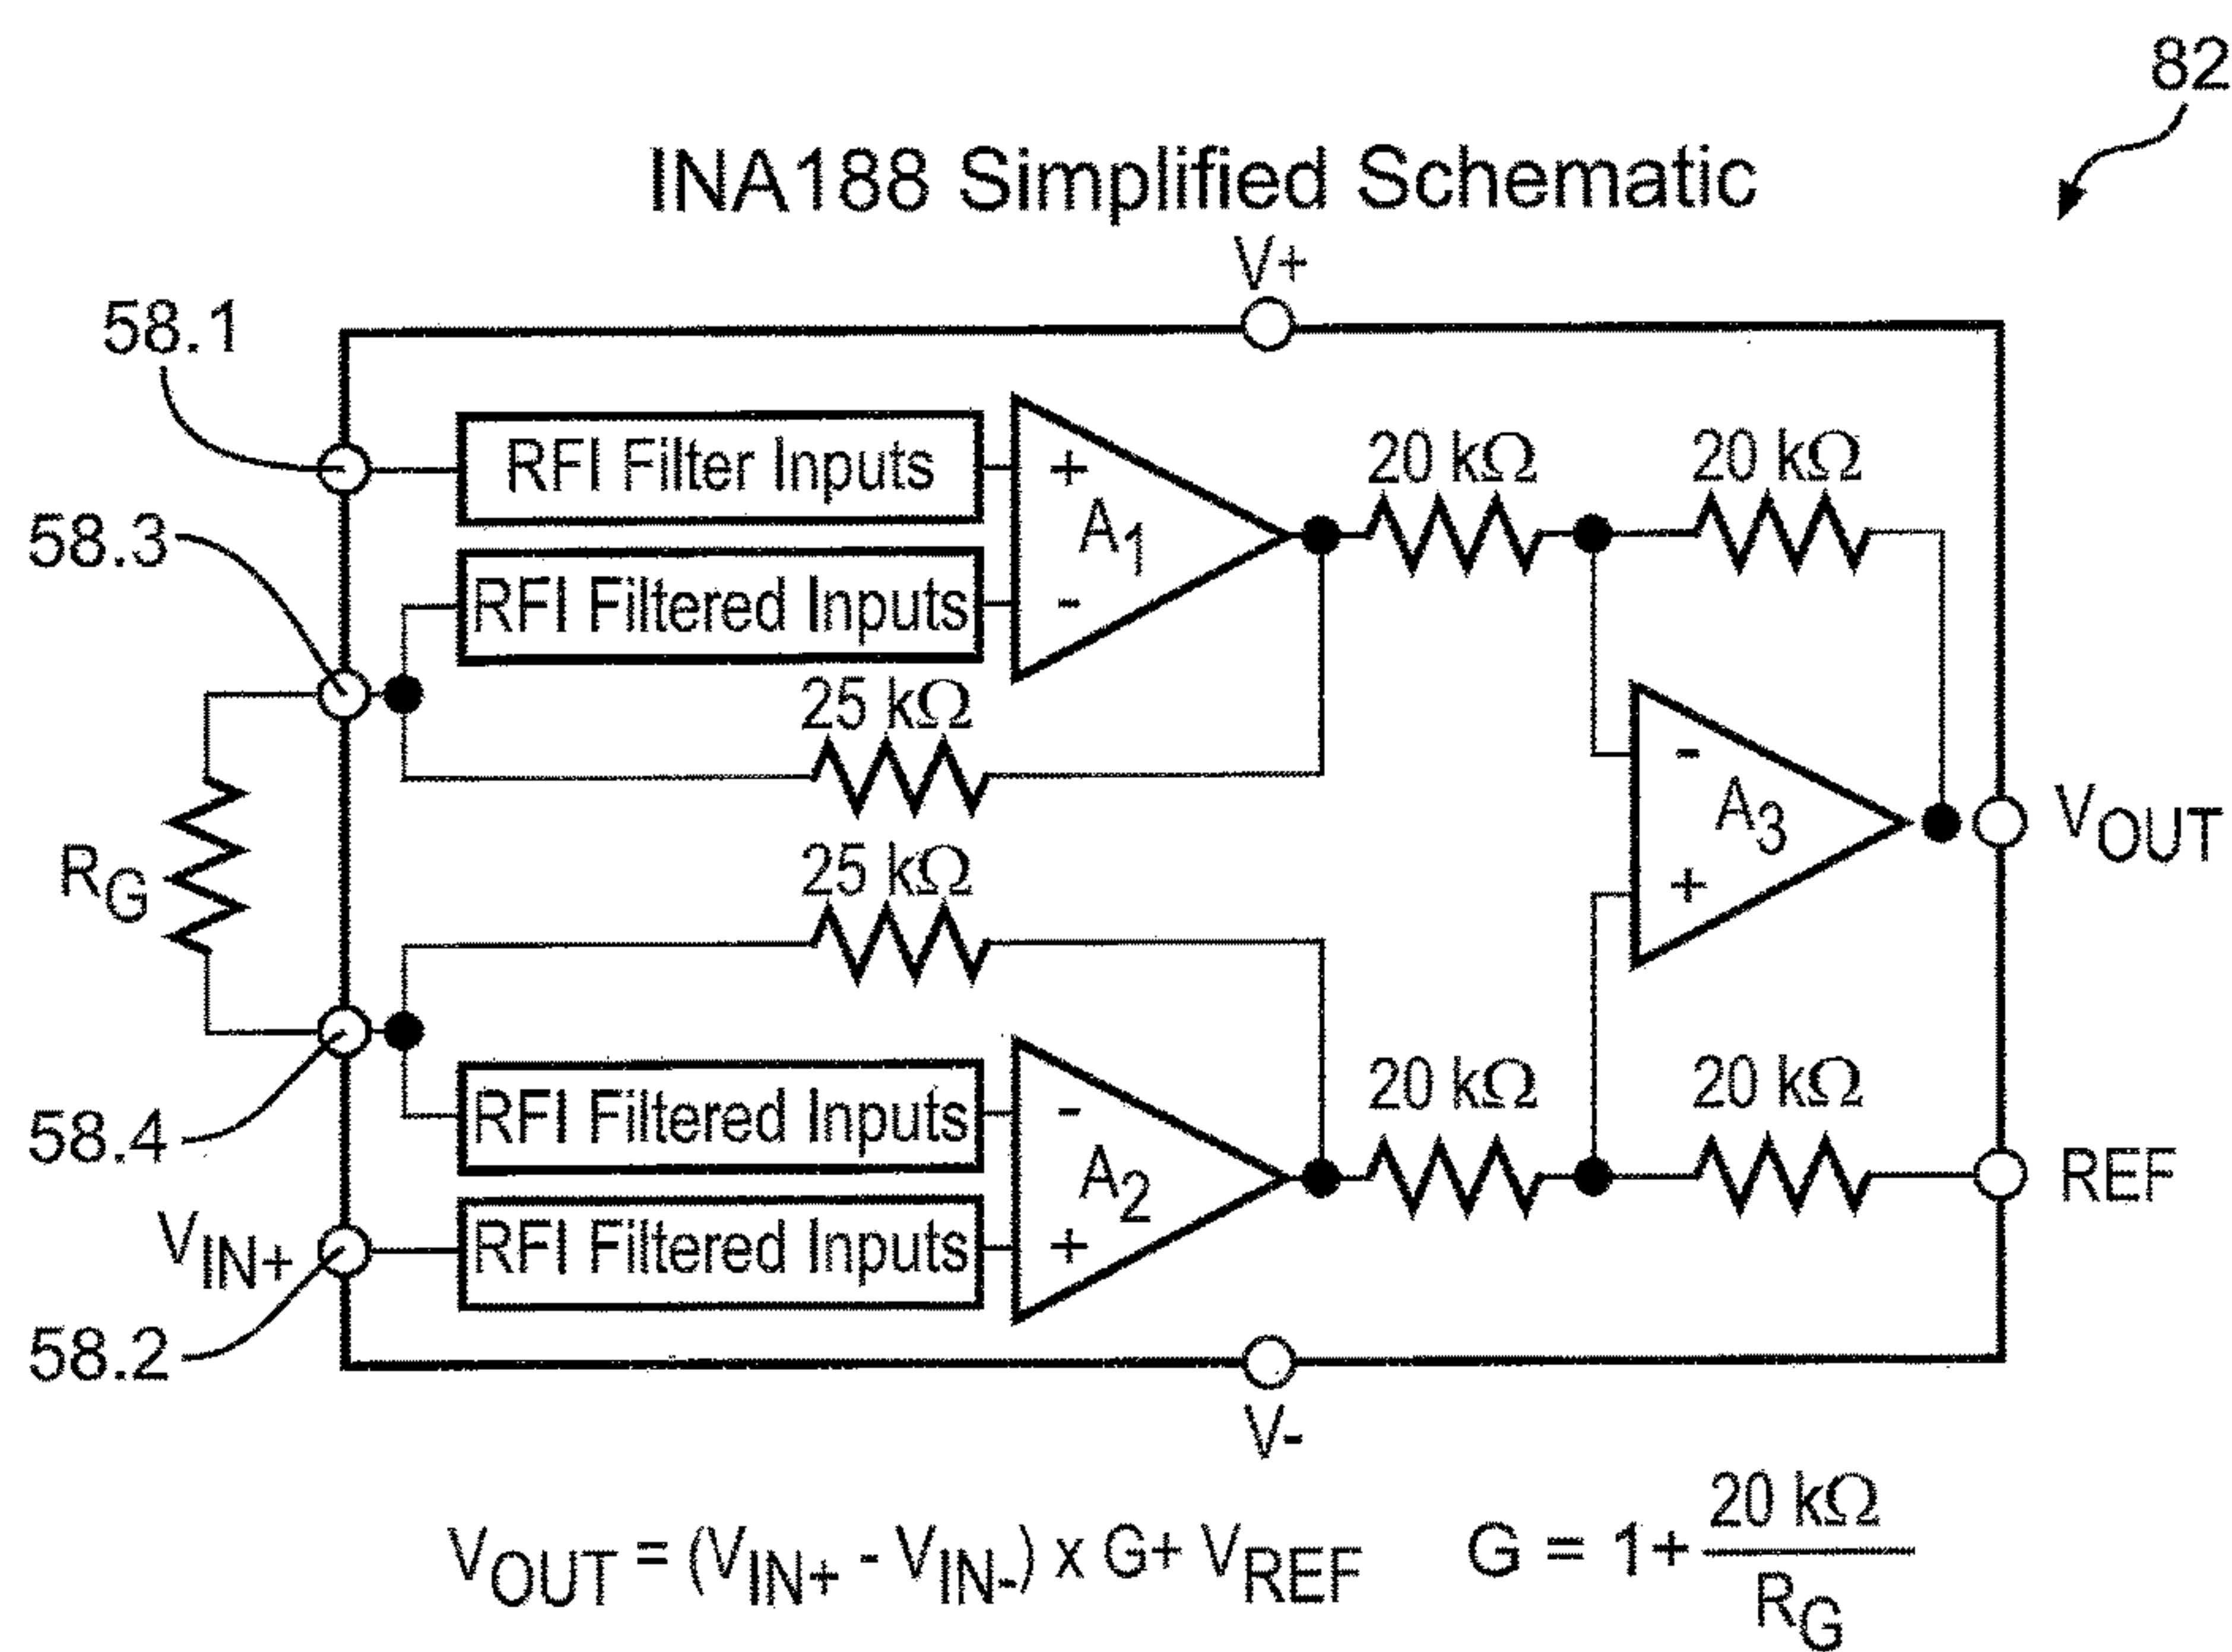 82
INA188 Simplified Schematic
V+
58.1
RFI Filter Inputs
+
A1
20 kΩ
20 kΩ
58.3
RFI Filtered Inputs
-
25 kΩ
-
A3
+
VOUT
RG
25 kΩ
58.4
RFI Filtered Inputs
-
A2
20 kΩ
20 kΩ
REF
VIN+
RFI Filtered Inputs
+
58.2
V-
VOUT = (VIN+ - VIN-) x G+ VREF
G = 1+ 20 kΩ
RG